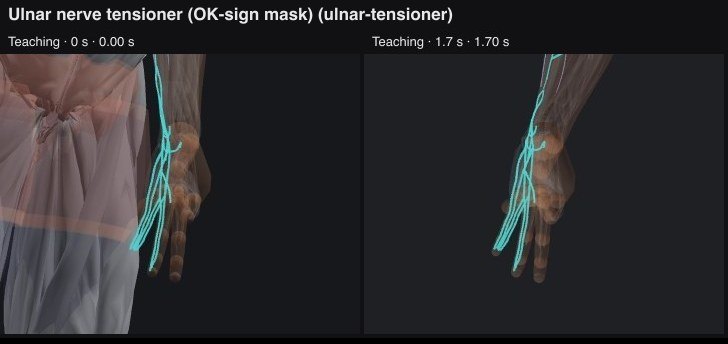 Ulnar nerve tensioner (OK-sign mask) (ulnar-tensioner)
Teaching · 0 s · 0.00 s
Teaching · 1.7 s · 1.70 s